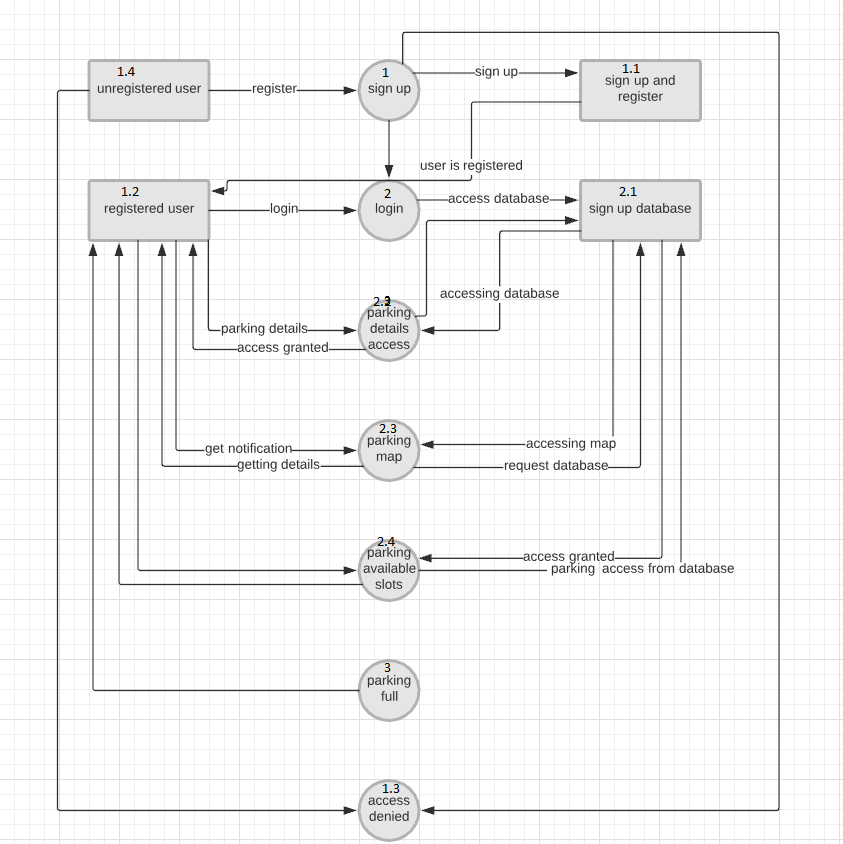 1.4
unregistered user
register
1
sign up
sign up
1.1
sign up and
register
user is registered
1.2
registered user
login
2
login
access database
2.1
sign up database
accessing database
parking
details
access
parking details
access granted
2.3
parking
map
get notification
getting details
accessing map
request database
2.4
parking
available
slots
access granted
parking access from database
3
parking
full
1.3
access
denied